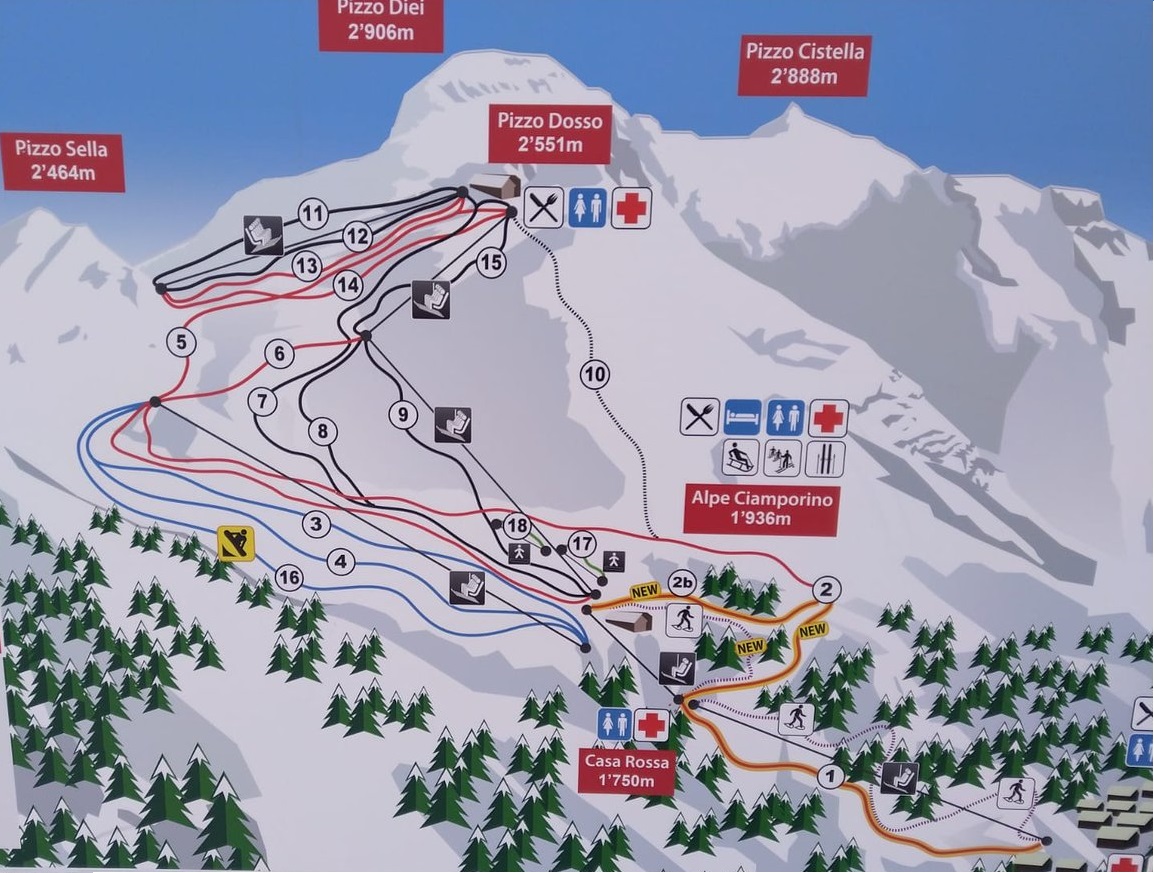 Pizzo Diei
2’906m
Pizzo Cistella
2’888m
Pizzo Dosso
2’551m
Pizzo Sella
2’464m
11
12
13
14
15
5
6
10
7
8
9
Alpe Ciamporino
1’936m
3
18
17
4
16
NEW
2b
2
NEW
NEW
Casa Rossa
1’750m
1